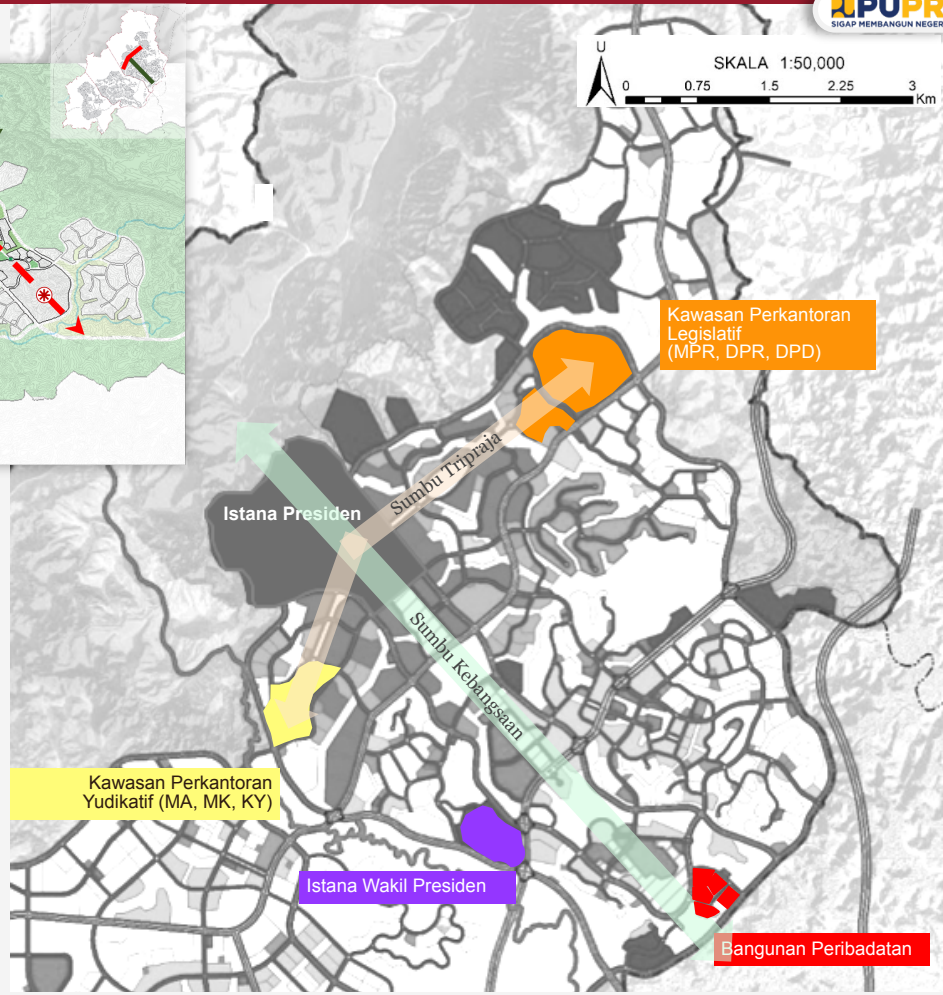 PUPR
SIGAP MEMBANGUN NEGERI
U
SKALA 1:50,000
0 0.75 1.5 2.25 3
Km
Kawasan Perkantoran
Legislatif
(MPR, DPR, DPD)
Sumbu Tripraja
Istana Presiden
Sumbu Kebangsaan
Kawasan Perkantoran
Yudikatif (MA, MK, KY)
Istana Wakil Presiden
Bangunan Peribadatan